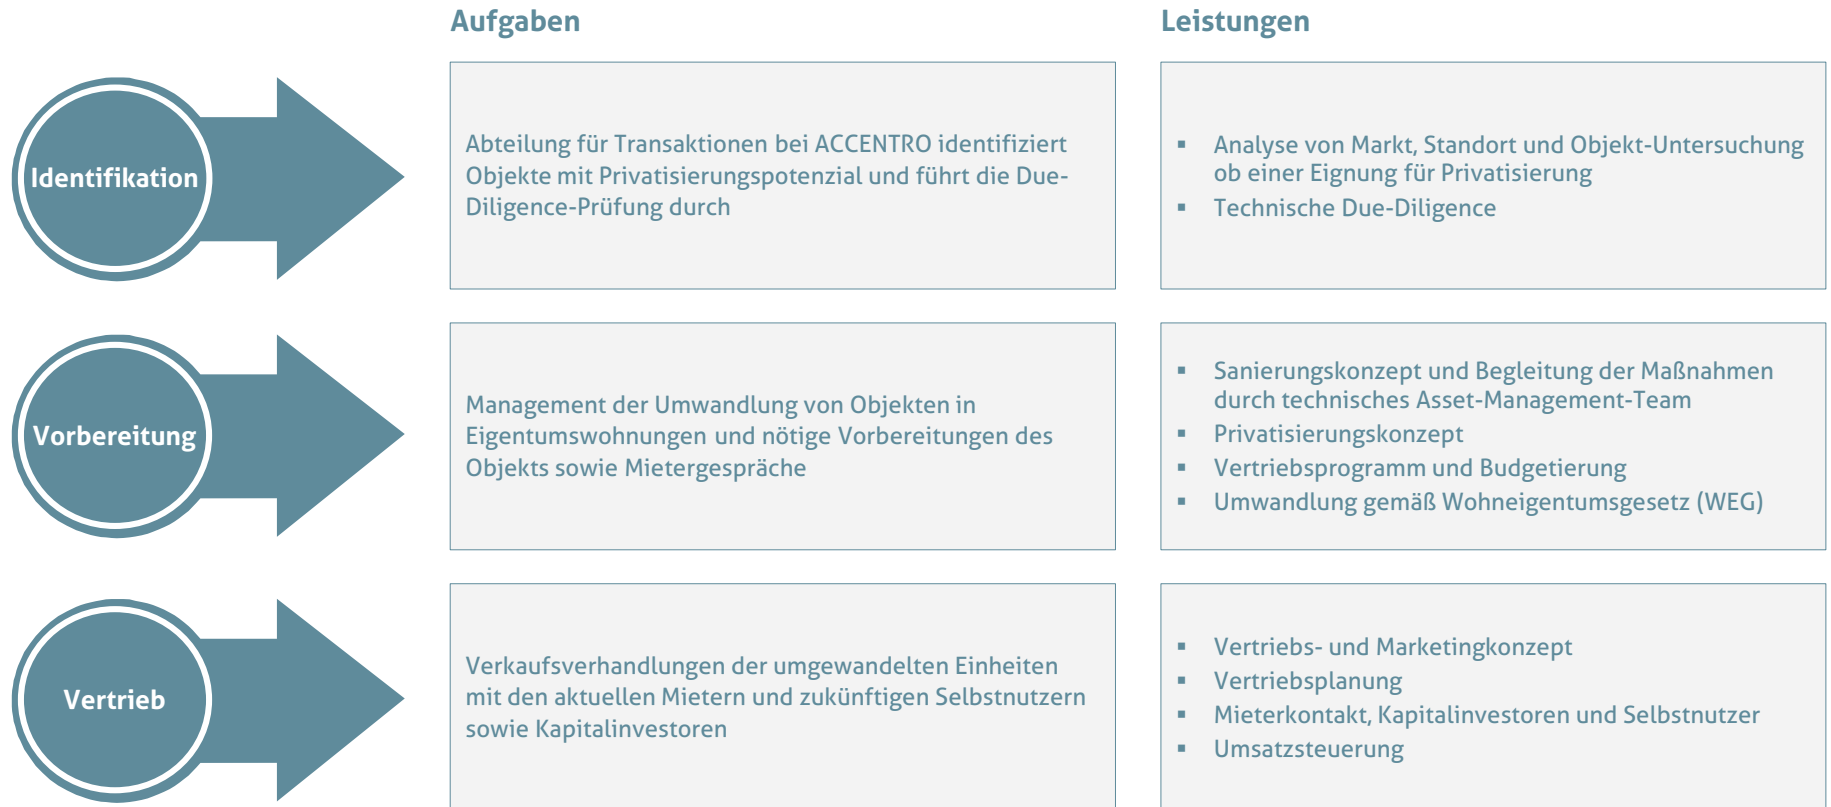 Aufgaben
Leistungen
Identifikation
Abteilung für Transaktionen bei ACCENTRO identifiziert
Objekte mit Privatisierungspotenzial und führt die Due-
Diligence-Prüfung durch
▪ Analyse von Markt, Standort und Objekt-Untersuchung
ob einer Eignung für Privatisierung
▪ Technische Due-Diligence
Vorbereitung
Management der Umwandlung von Objekten in
Eigentumswohnungen und nötige Vorbereitungen des
Objekts sowie Mietergespräche
▪ Sanierungskonzept und Begleitung der Maßnahmen
durch technisches Asset-Management-Team
▪ Privatisierungskonzept
▪ Vertriebsprogramm und Budgetierung
▪ Umwandlung gemäß Wohneigentumsgesetz (WEG)
Vertrieb
Verkaufsverhandlungen der umgewandelten Einheiten
mit den aktuellen Mietern und zukünftigen Selbstnutzern
sowie Kapitalinvestoren
▪ Vertriebs- und Marketingkonzept
▪ Vertriebsplanung
▪ Mieterkontakt, Kapitalinvestoren und Selbstnutzer
▪ Umsatzsteuerung